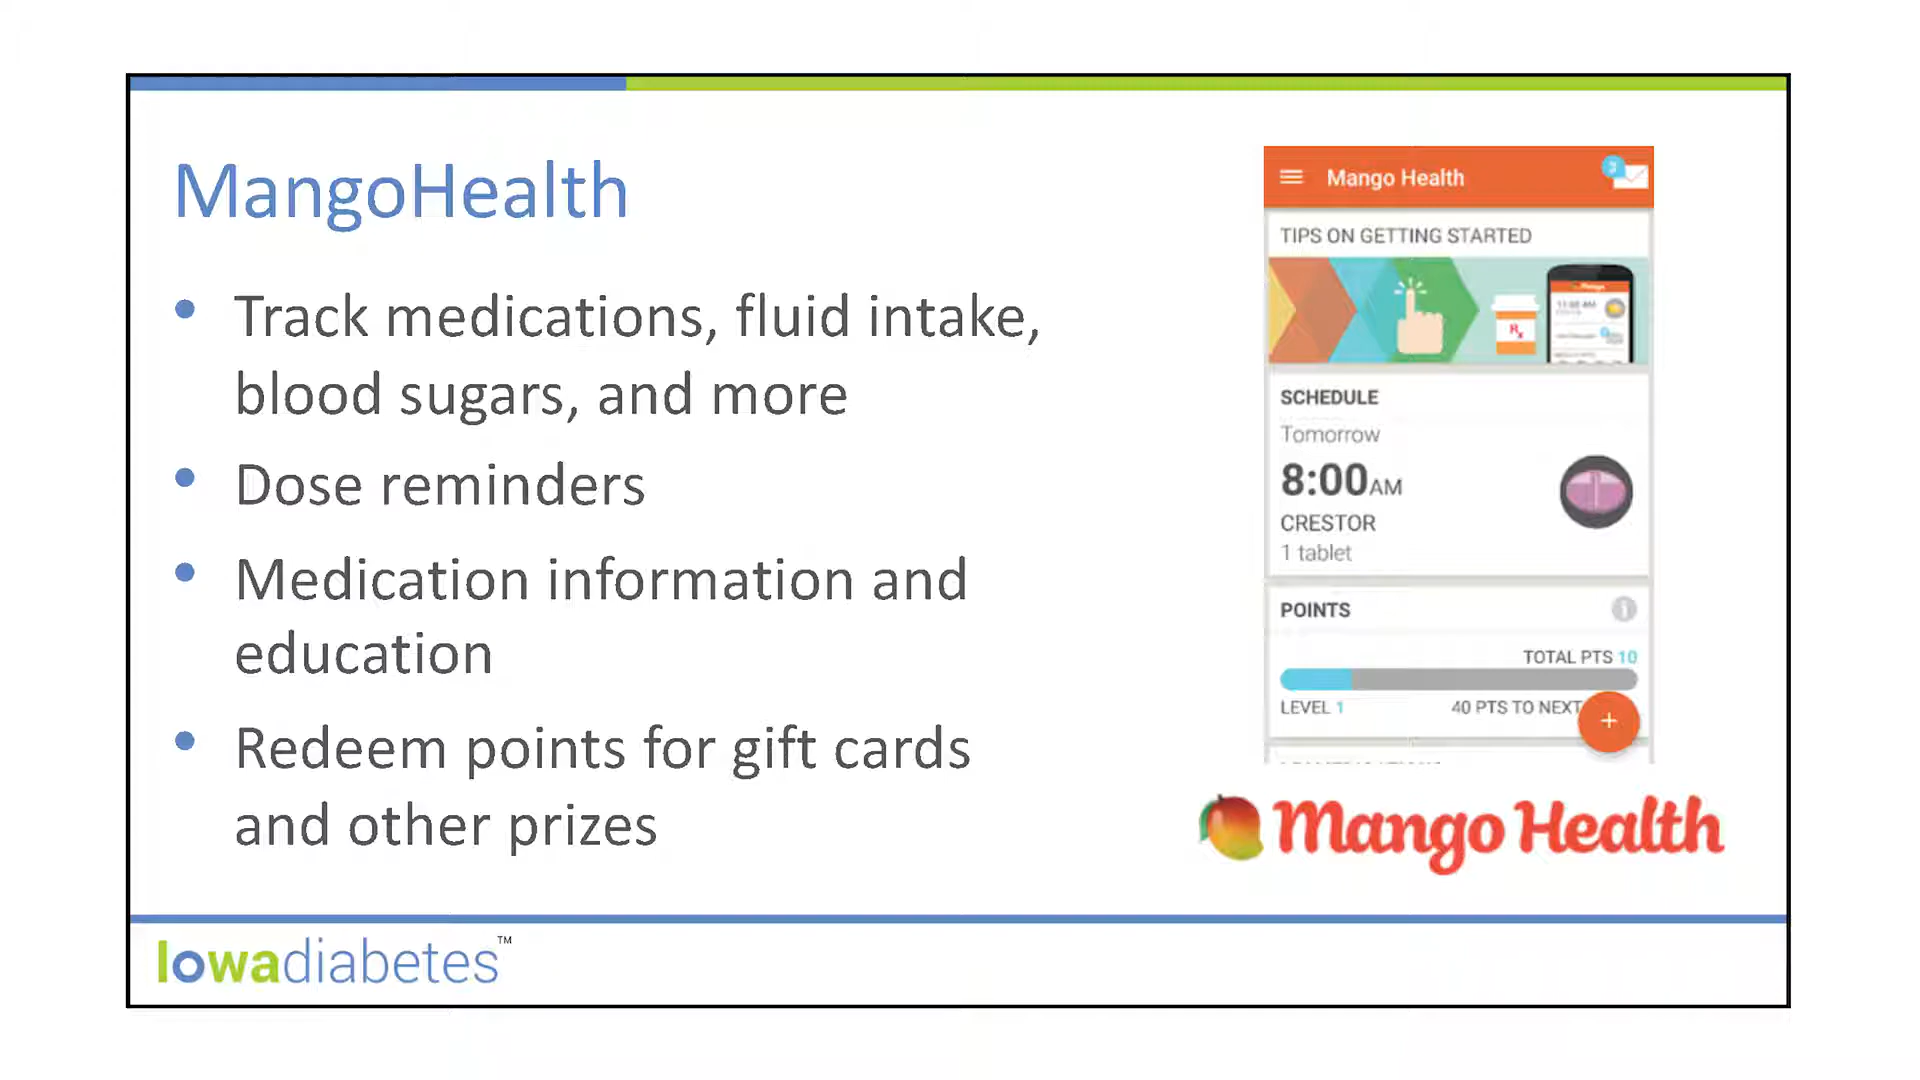 MangoHealth
• Track medications, fluid intake,
blood sugars, and more
• Dose reminders
• Medication information and
education
• Redeem points for gift cards
and other prizes
Mango Health
3
TIPS ON GETTING STARTED
Rx
SCHEDULE
Tomorrow
8:00AM
CRESTOR
1 tablet
POINTS
TOTAL PTS 10
LEVEL 1
40 PTS TO NEXT
+
Mango Health
Iowadiabetes™